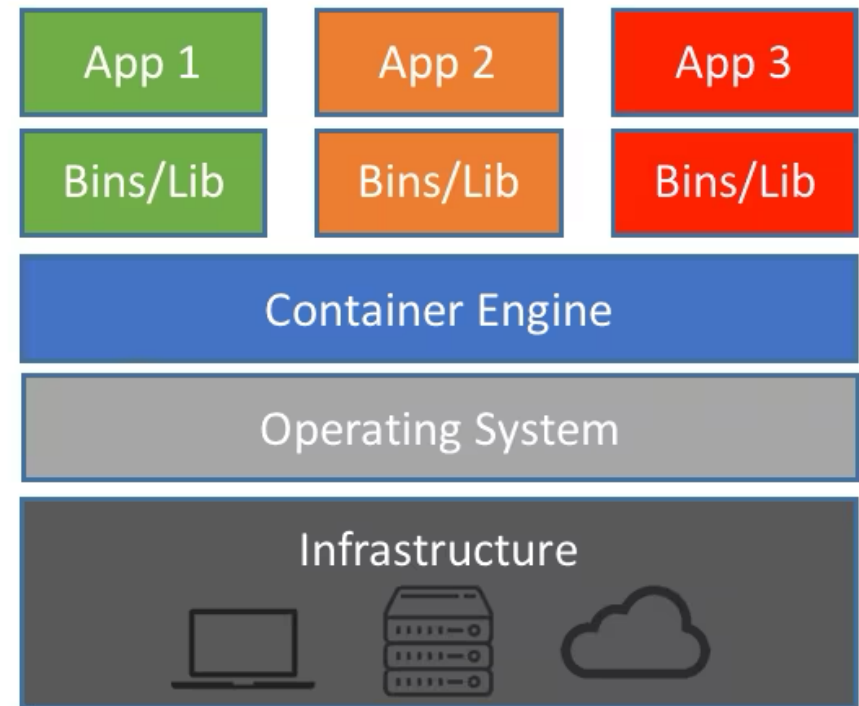 App 1
App 2
App 3
Bins/Lib
Bins/Lib
Bins/Lib
Container Engine
Operating System
Infrastructure